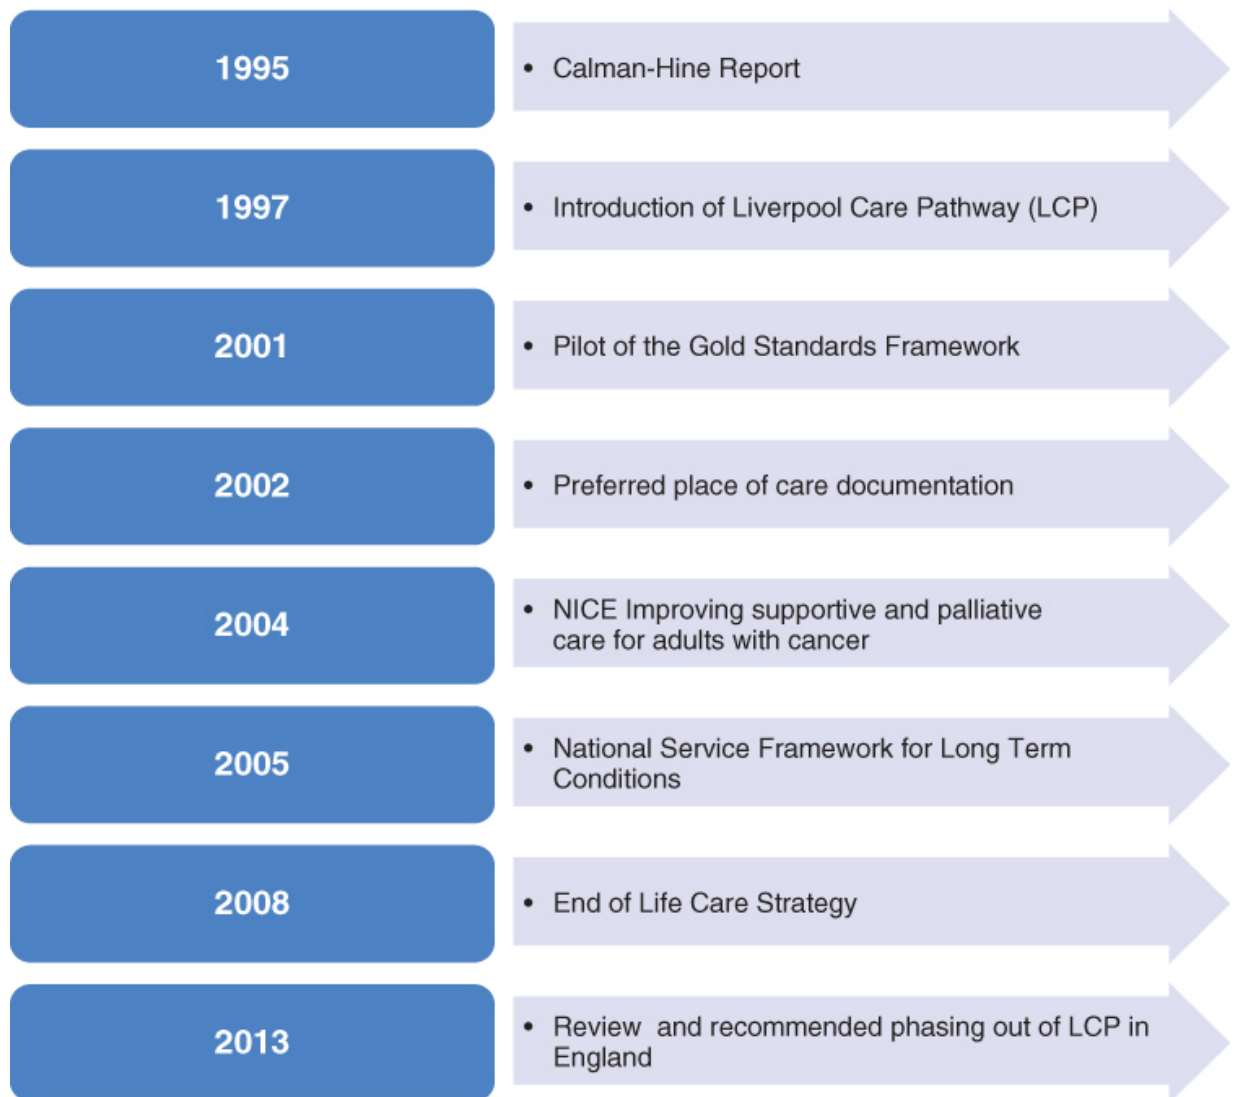 1995
• Calman-Hine Report
1997
• Introduction of Liverpool Care Pathway (LCP)
2001
• Pilot of the Gold Standards Framework
2002
• Preferred place of care documentation
2004
• NICE Improving supportive and palliative
care for adults with cancer
2005
• National Service Framework for Long Term
Conditions
2008
• End of Life Care Strategy
2013
• Review  and recommended phasing out of LCP in
England